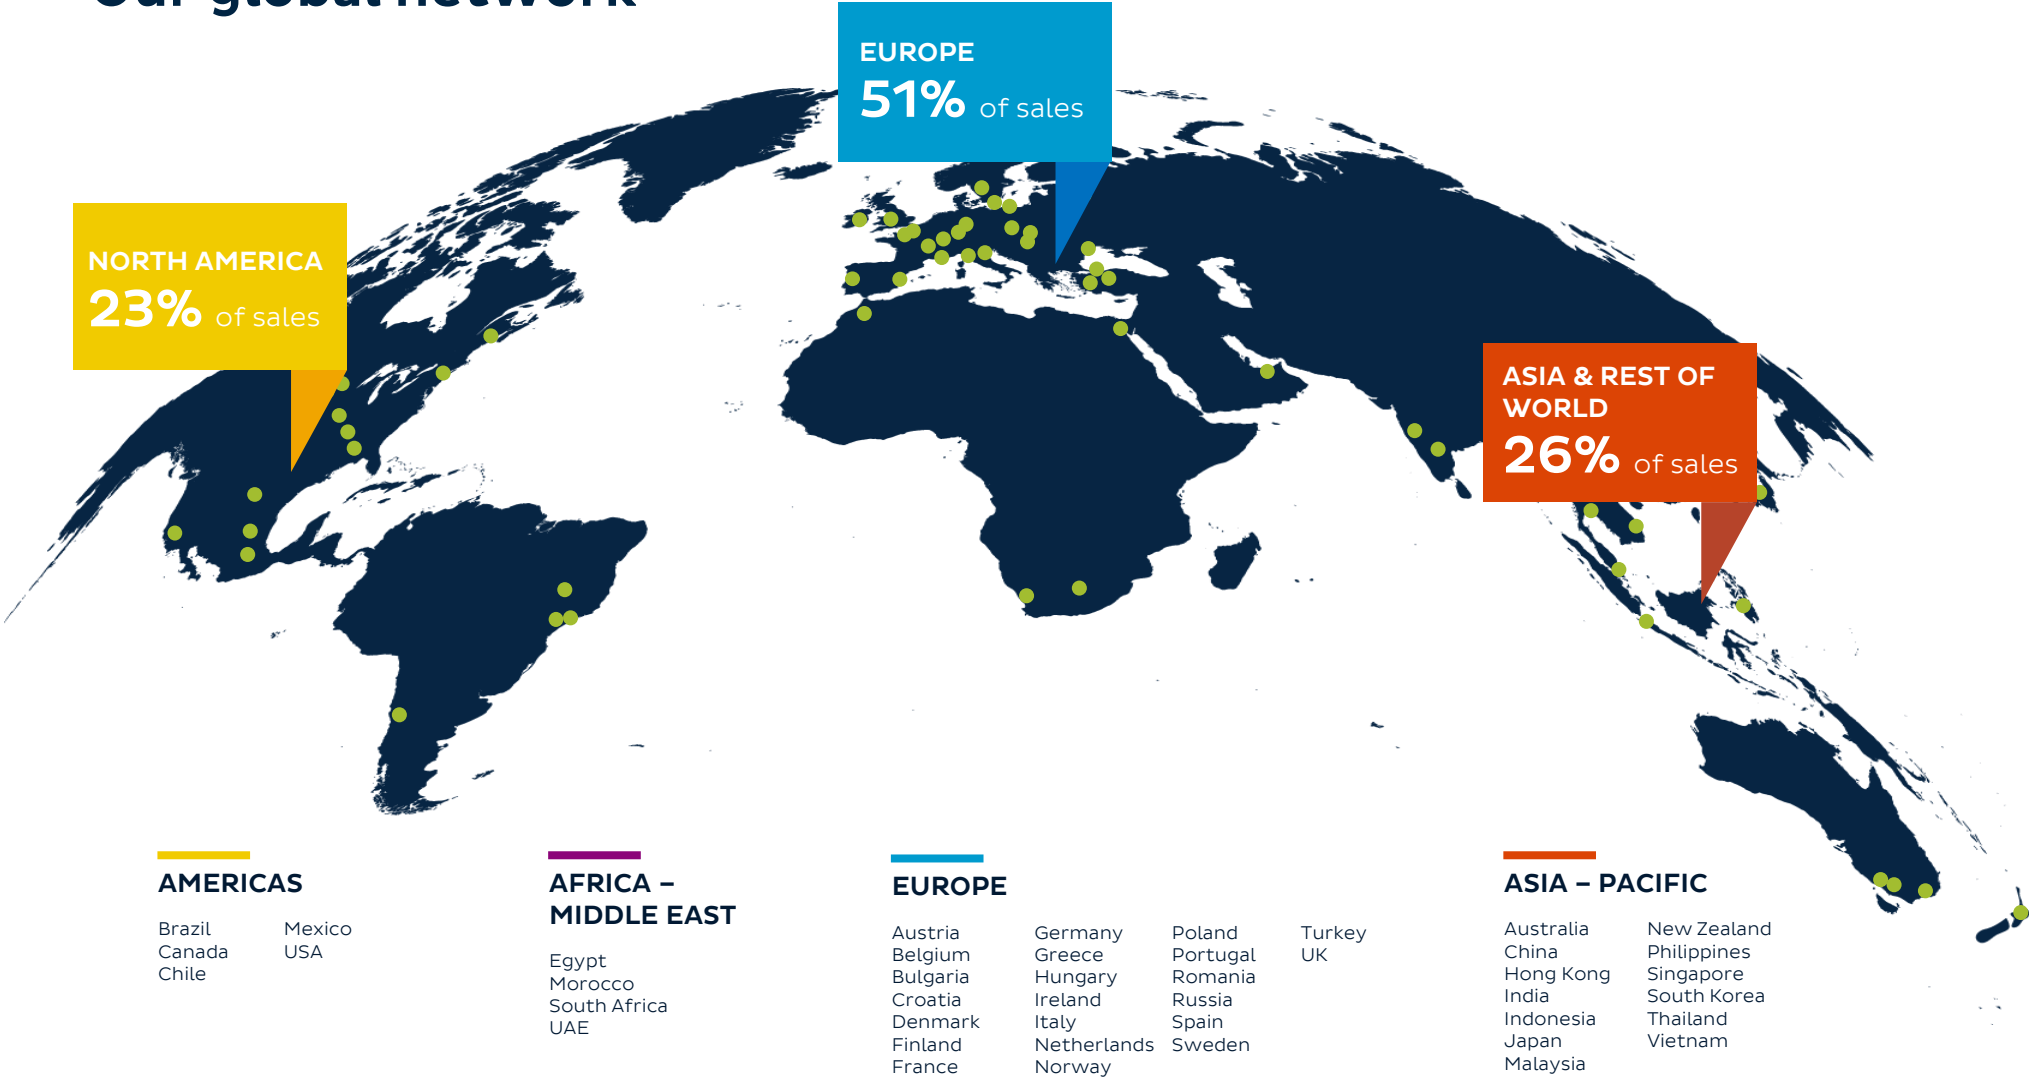 Our global network
EUROPE
51% of sales
NORTH AMERICA
23% of sales
ASIA & REST OF
WORLD
26% of sales
AMERICAS
Brazil
Canada
Chile
Mexico
USA
AFRICA –
MIDDLE EAST
Egypt
Morocco
South Africa
UAE
EUROPE
Austria
Belgium
Bulgaria
Croatia
Denmark
Finland
France
Germany
Greece
Hungary
Ireland
Italy
Netherlands
Norway
Poland
Portugal
Romania
Russia
Spain
Sweden
Turkey
UK
ASIA – PACIFIC
Australia
China
Hong Kong
India
Indonesia
Japan
Malaysia
New Zealand
Philippines
Singapore
South Korea
Thailand
Vietnam